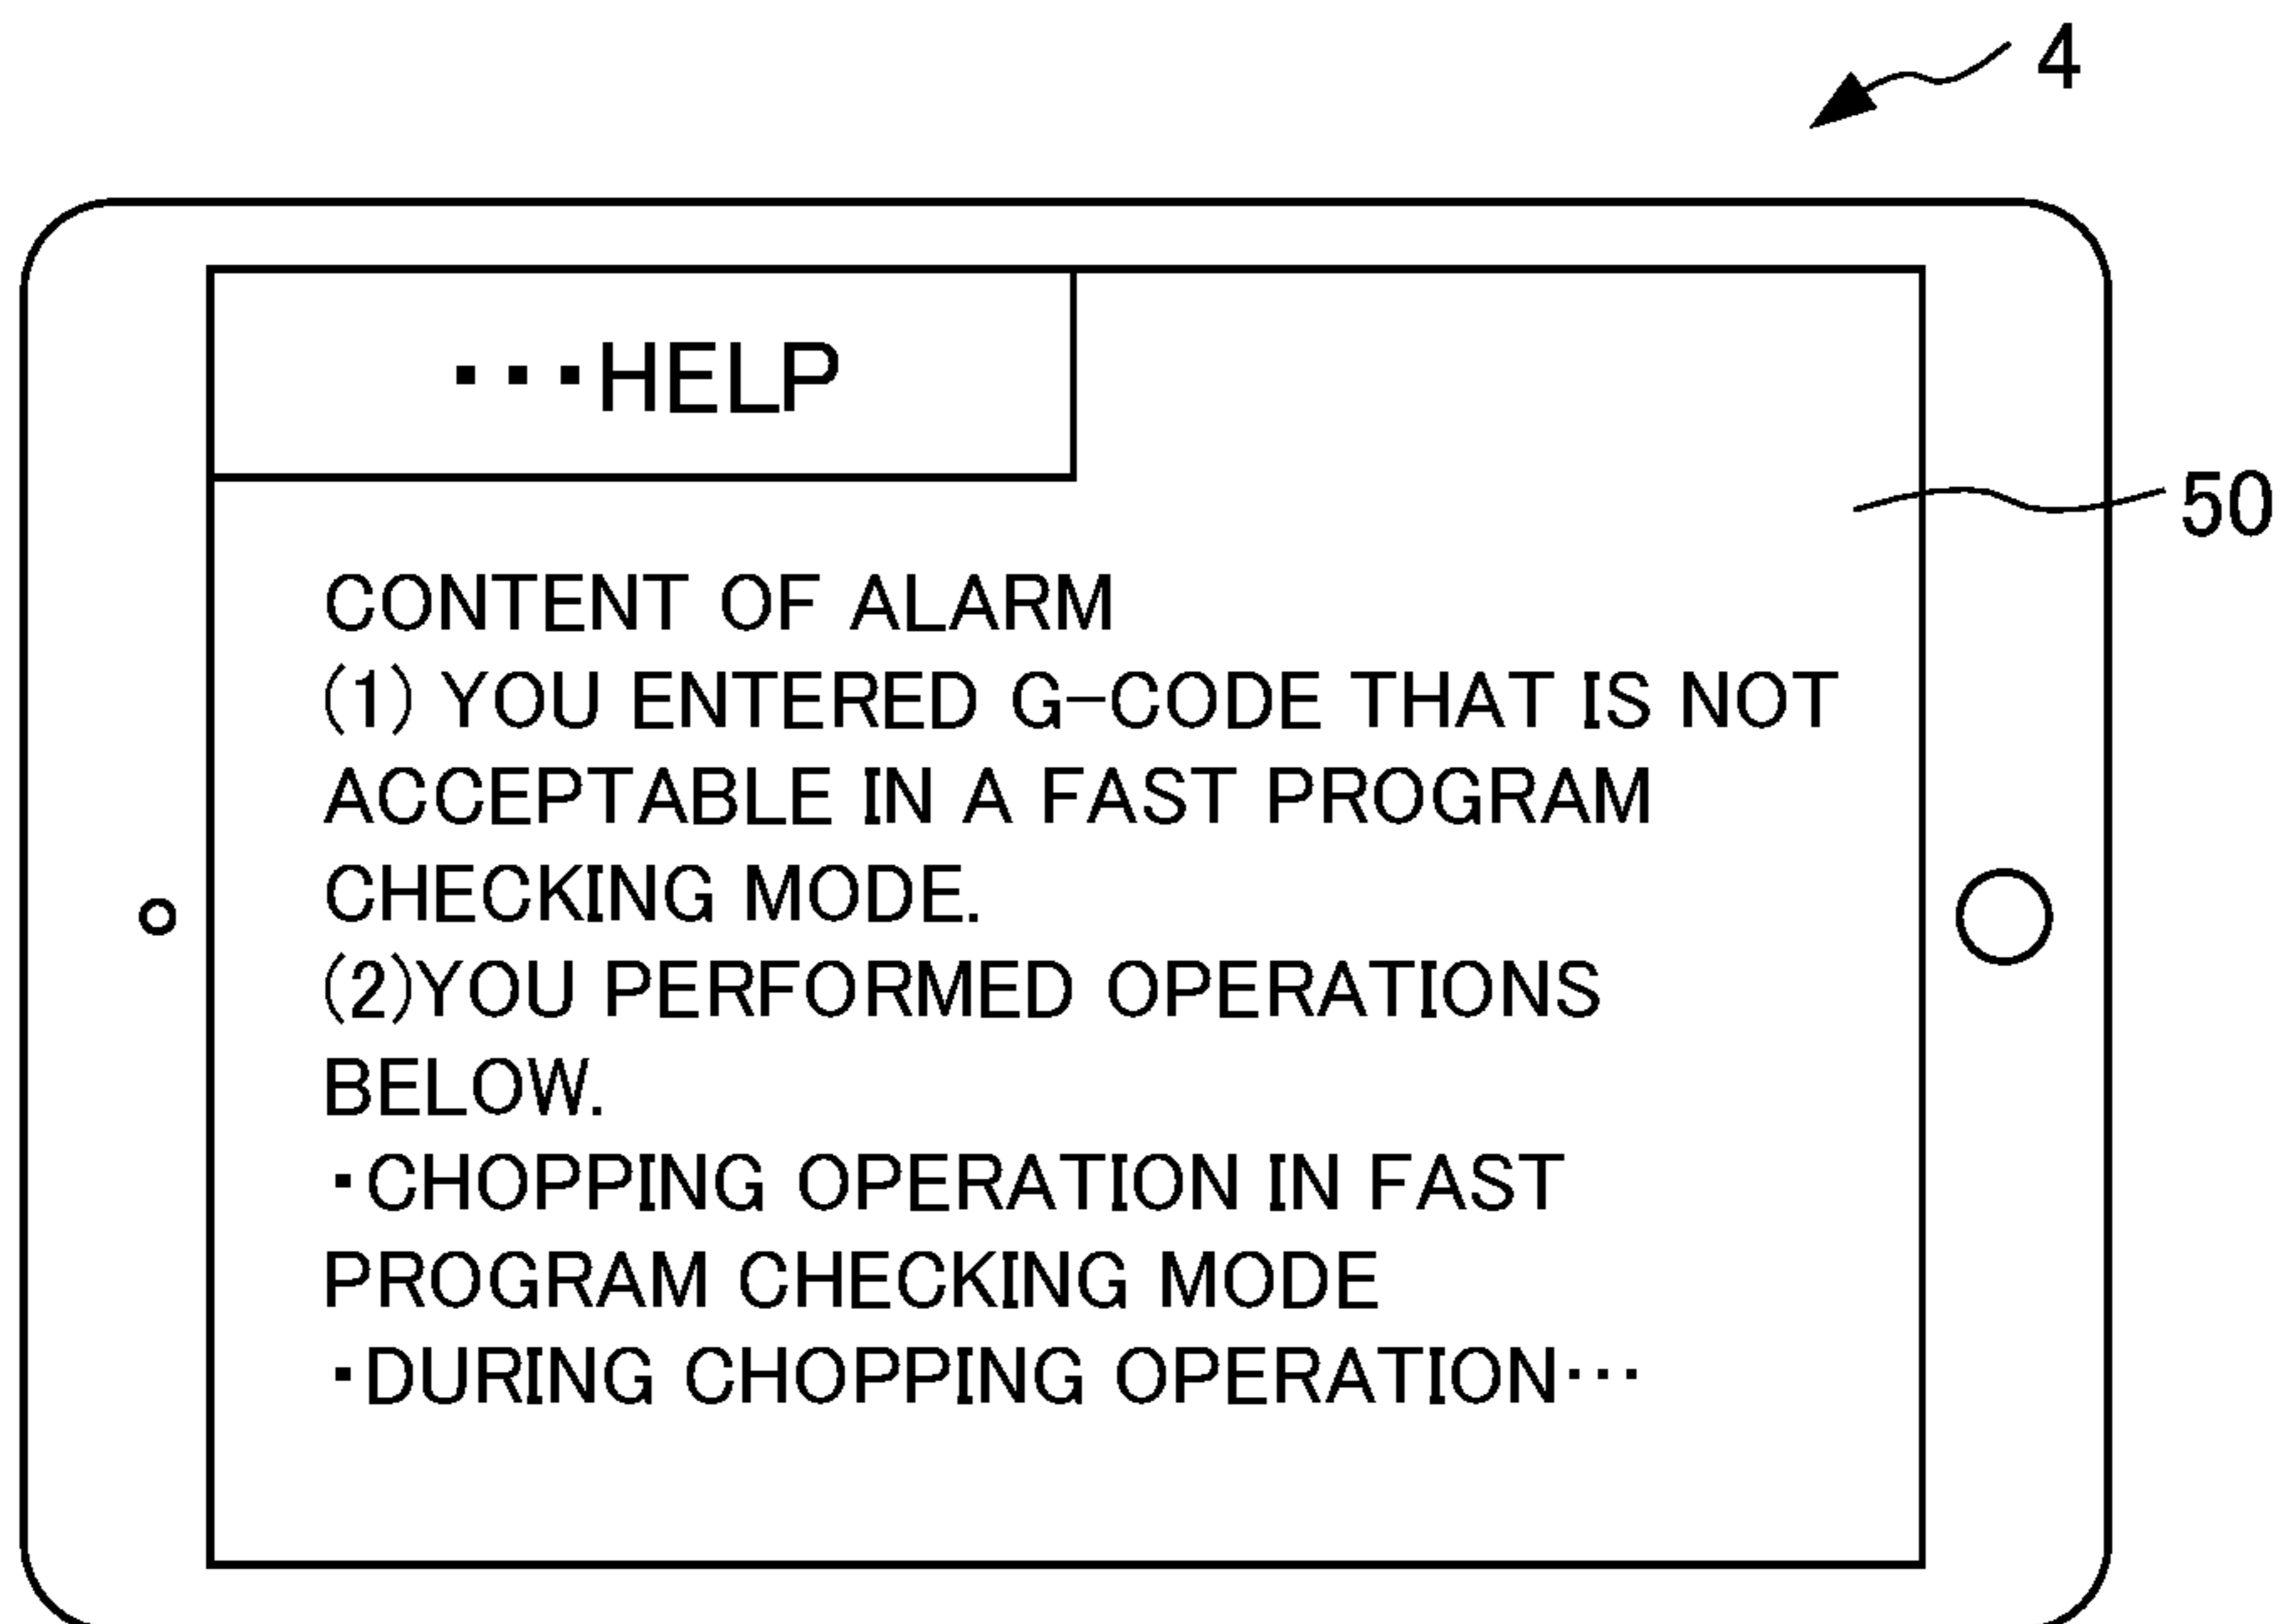 4
···HELP
50
CONTENT OF ALARM
(1) YOU ENTERED G-CODE THAT IS NOT
ACCEPTABLE IN A FAST PROGRAM
CHECKING MODE.
(2)YOU PERFORMED OPERATIONS
BELOW.
·CHOPPING OPERATION IN FAST
PROGRAM CHECKING MODE
·DURING CHOPPING OPERATION···